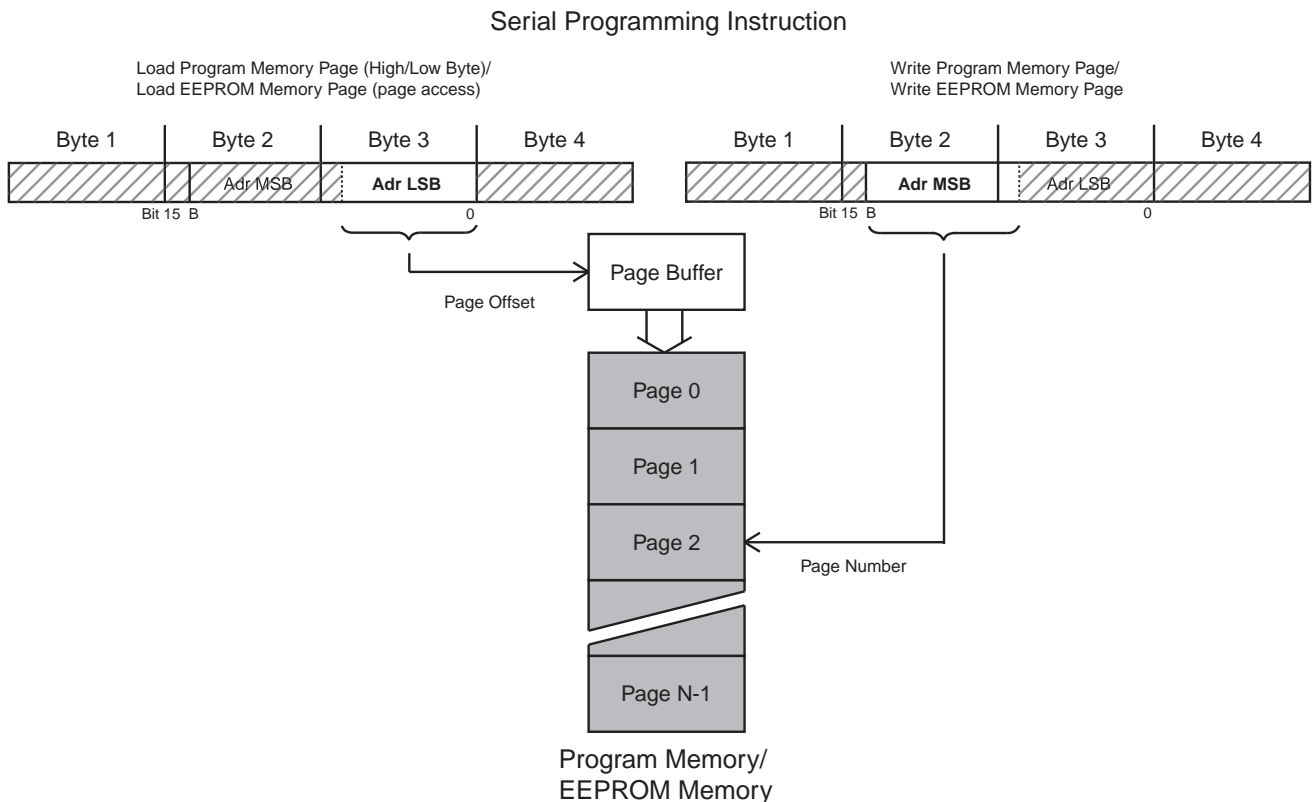 Serial Programming Instruction
Load Program Memory Page (High/Low Byte)/
Load EEPROM Memory Page (page access)
Write Program Memory Page/
Write EEPROM Memory Page
Byte 1 Byte 2 Byte 3 Byte 4
Byte 1 Byte 2 Byte 3 Byte 4
Adr MSB Adr LSB
Adr MSB Adr LSB
Bit 15 B 0
Bit 15 B 0
Page Buffer
Page Offset
Page 0
Page 1
Page 2
Page Number
Page N-1
Program Memory/
EEPROM Memory